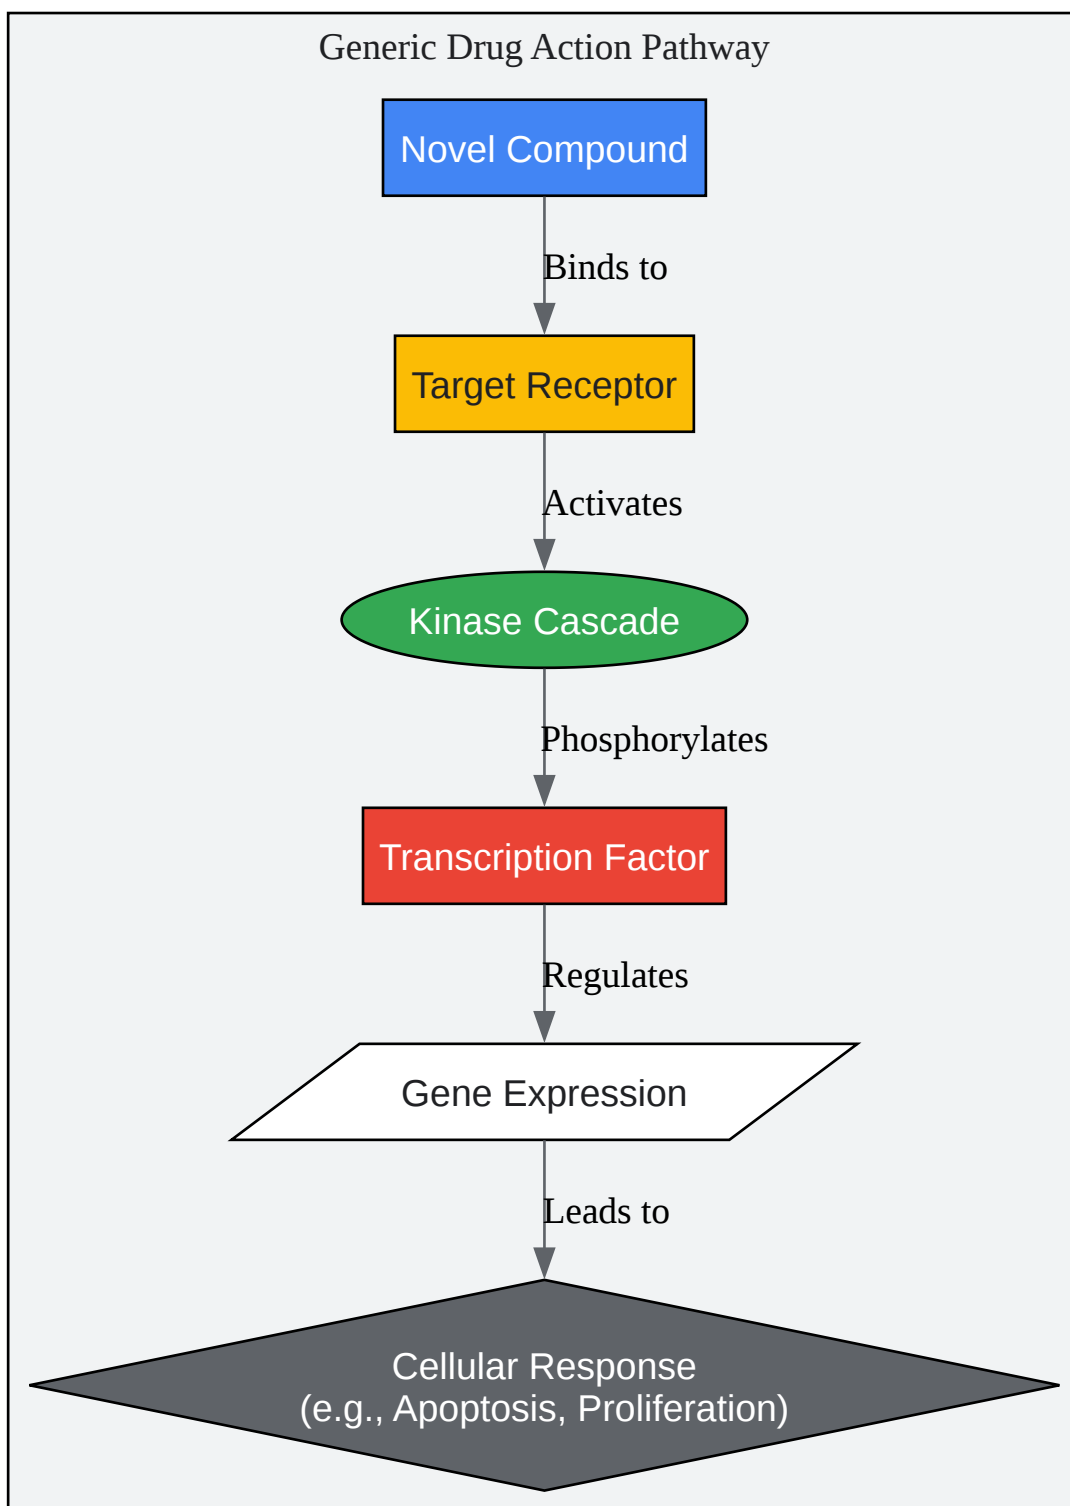 Generic Drug Action Pathway
Novel Compound
Binds to
Target Receptor
Activates
Kinase Cascade
Phosphorylates
Transcription Factor
Regulates
Gene Expression
Leads to
Cellular Response
(e.g., Apoptosis, Proliferation)